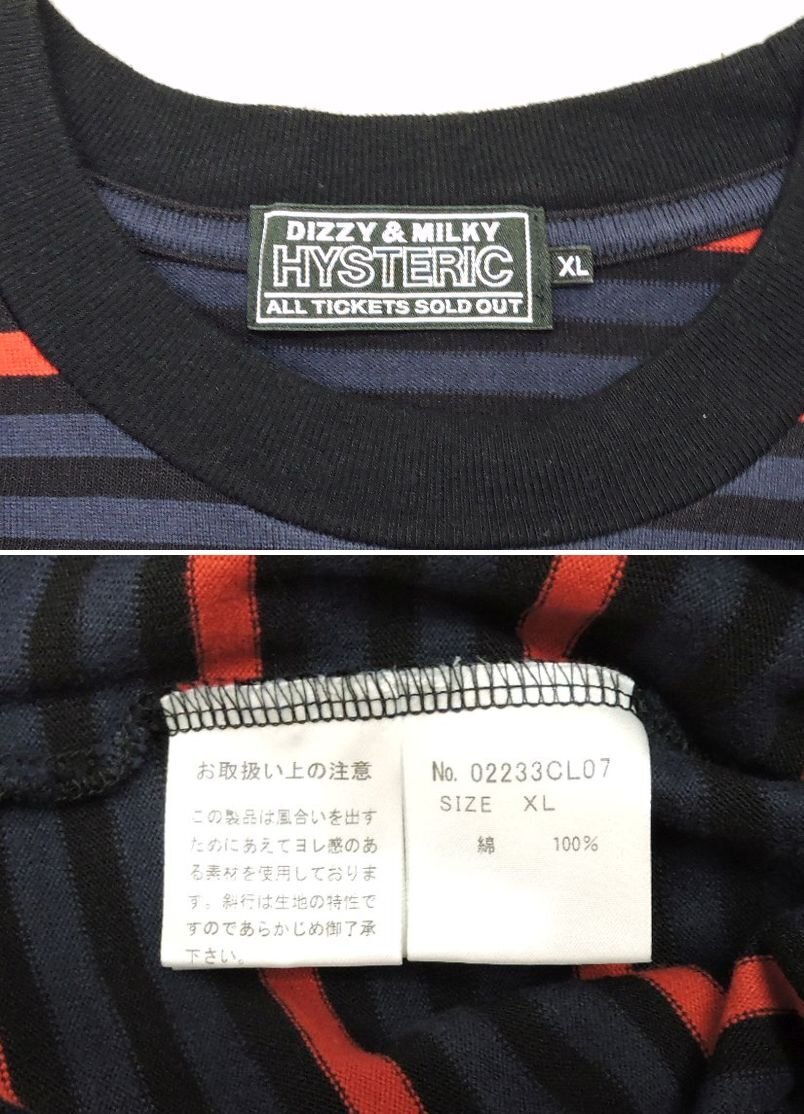 DIZZY & MILKY
HYSTERIC
ALL TICKETS SOLD OUT
XL
お取扱い上の注意
この製品は風合いを出す
ためにあえてヨレ感のあ
る素材を使用しておりま
す。斜行は生地の特性で
すのであらかじめ御了承
下さい。
No. 02233CL07
SIZE XL
綿 100%